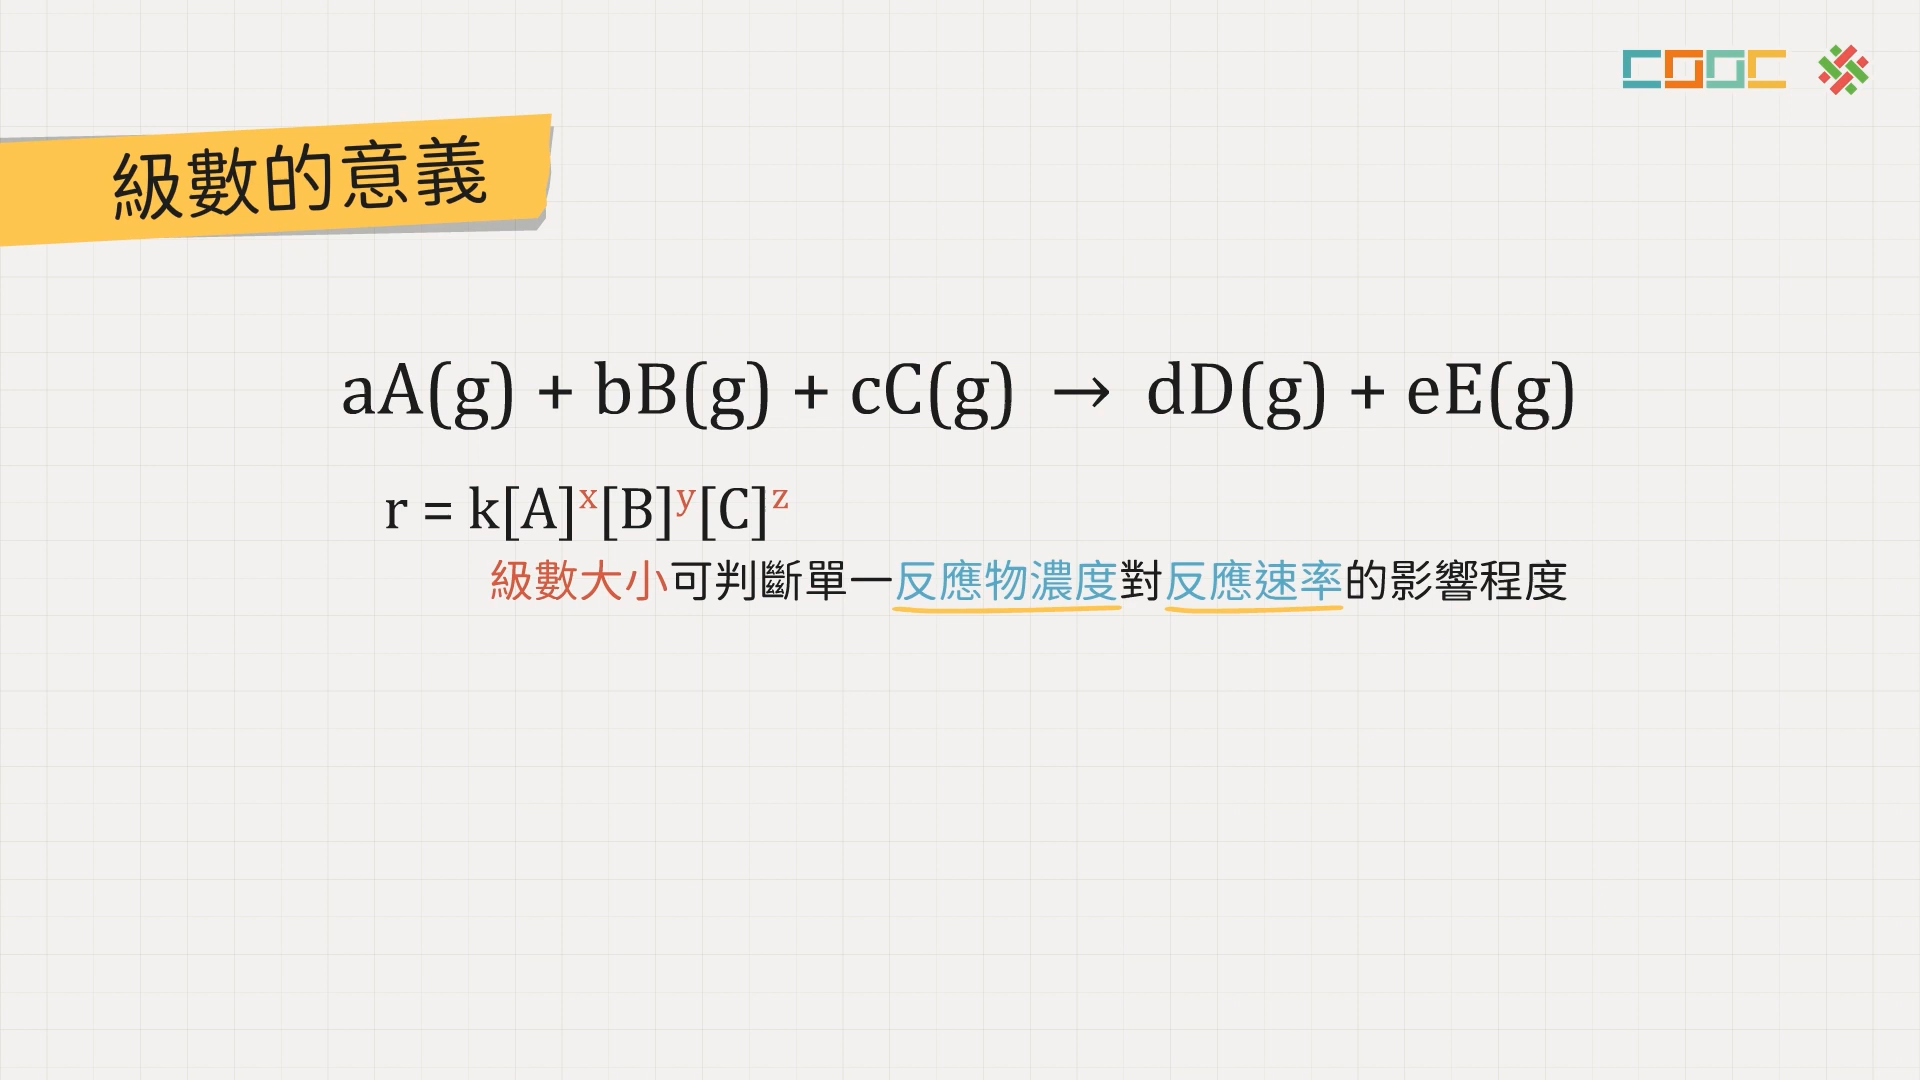 COOC
級數的意義
aA(g) + bB(g) + cC(g) → dD(g) + eE(g)
r = k[A]ˣ[B]ʸ[C]ᶻ
級數大小可判斷單一反應物濃度對反應速率的影響程度